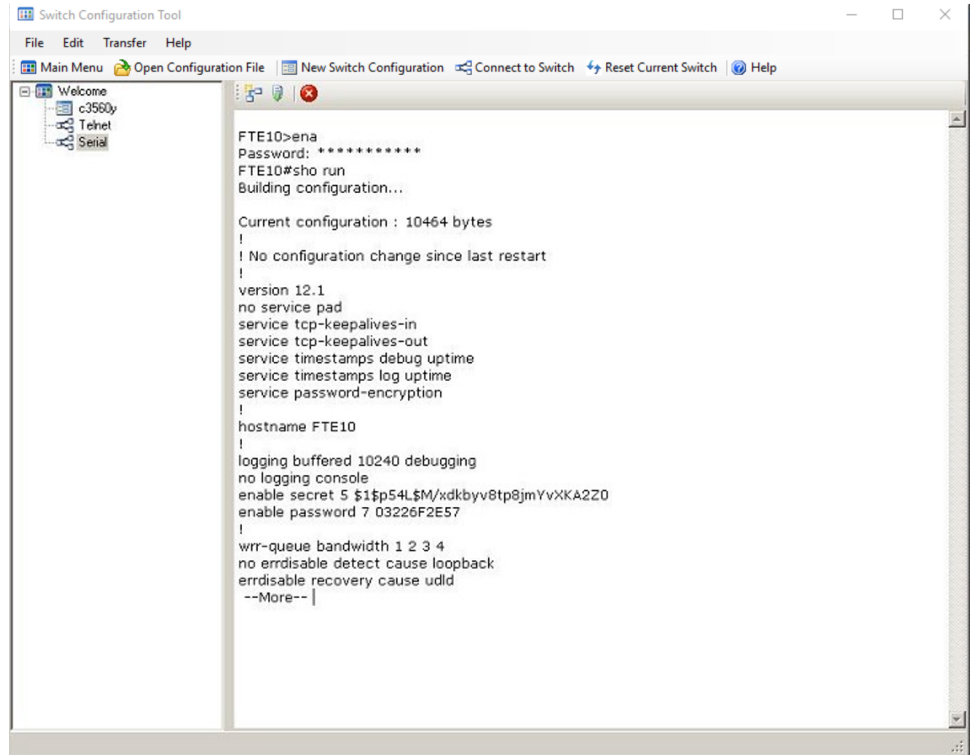 Switch Configuration Tool
File Edit Transfer Help
Main Menu Open Configuration File New Switch Configuration Connect to Switch Reset Current Switch Help
Welcome
c3560y
Telnet
Serial
FTE10>ena
Password: ***********
FTE10#sho run
Building configuration...
Current configuration : 10464 bytes
!
! No configuration change since last restart
!
version 12.1
no service pad
service tcp-keepalives-in
service tcp-keepalives-out
service timestamps debug uptime
service timestamps log uptime
service password-encryption
!
hostname FTE10
!
logging buffered 10240 debugging
no logging console
enable secret 5 $1$p54L$M/xdkbyv8tp8jmYvXKA2Z0
enable password 7 03226F2E57
!
wrr-queue bandwidth 1 2 3 4
no errdisable detect cause loopback
errdisable recovery cause udld
--More--